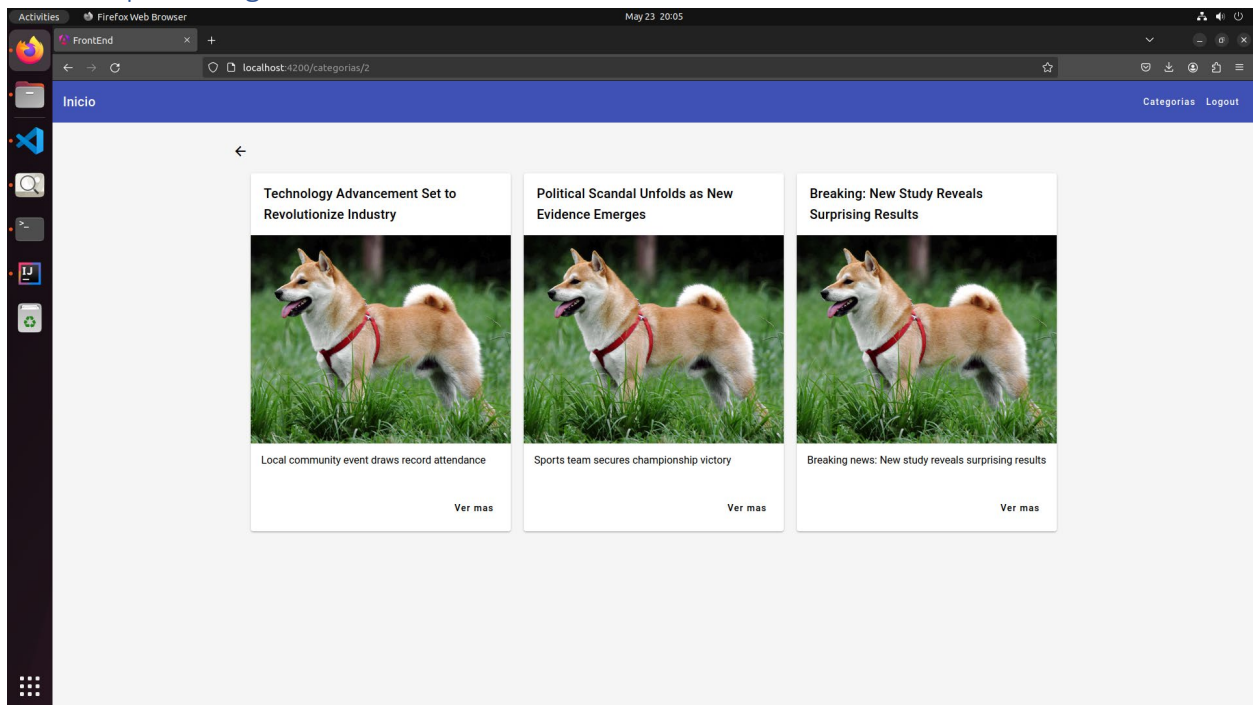 Activities Firefox Web Browser May 23 20:05
FrontEnd
localhost:4200/categorias/2
Inicio Categorias Logout
Technology Advancement Set to
Revolutionize Industry
Local community event draws record attendance
Ver mas
Political Scandal Unfolds as New
Evidence Emerges
Sports team secures championship victory
Ver mas
Breaking: New Study Reveals
Surprising Results
Breaking news: New study reveals surprising results
Ver mas